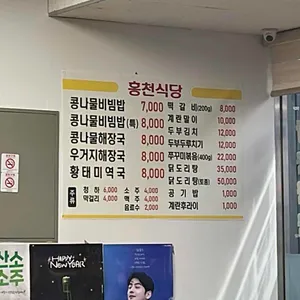 홍천식당
콩나물비빔밥 7,000
콩나물비빔밥(특) 8,000
콩나물해장국 8,000
우거지해장국 8,000
황태미역국 8,000
주류
청하 6,000 소주 4,000
막걸리 4,000 맥주 4,000
음료수 2,000
떡갈비(200g) 8,000
계란말이 10,000
두부김치 12,000
두부두루치기 12,000
쭈꾸미볶음(400g) 22,000
닭도리탕 35,000
닭도리탕(토종) 50,000
공기밥 1,000
계란후라이 1,000
소주
HAPPY
NEW YEAR